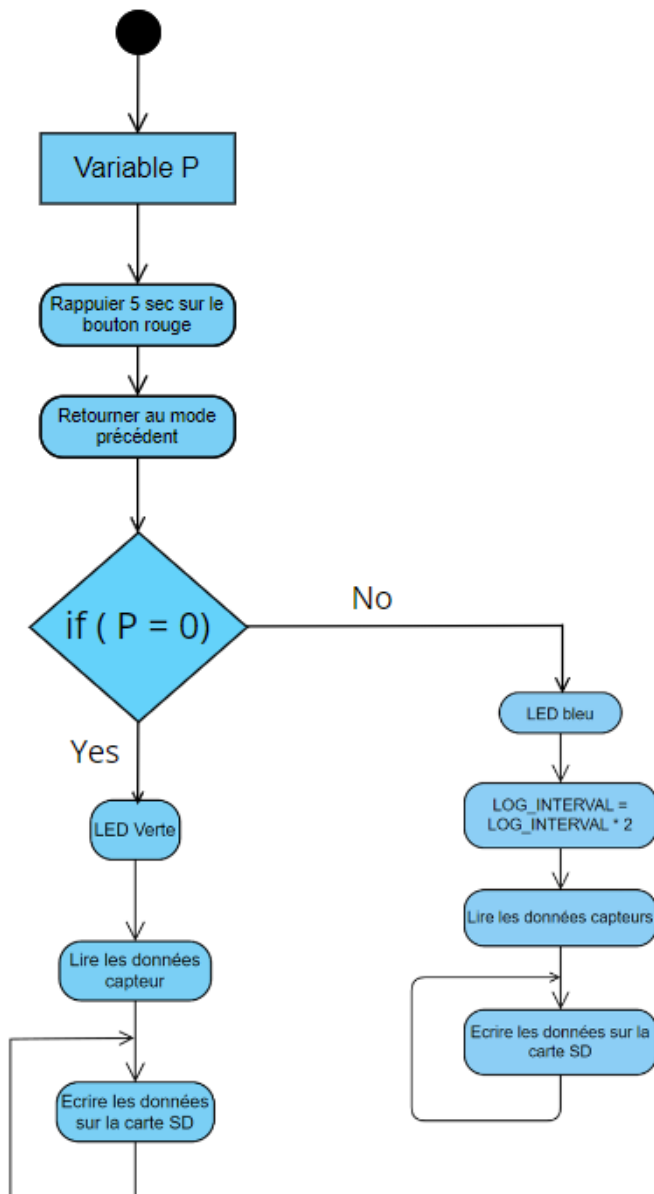 Variable P
Rappuier 5 sec sur le
bouton rouge
Retourner au mode
précédent
if ( P = 0)
No
Yes
LED bleu
LOG_INTERVAL =
LOG_INTERVAL * 2
Lire les données capteurs
Ecrire les données sur la
carte SD
LED Verte
Lire les données
capteur
Ecrire les données
sur la carte SD